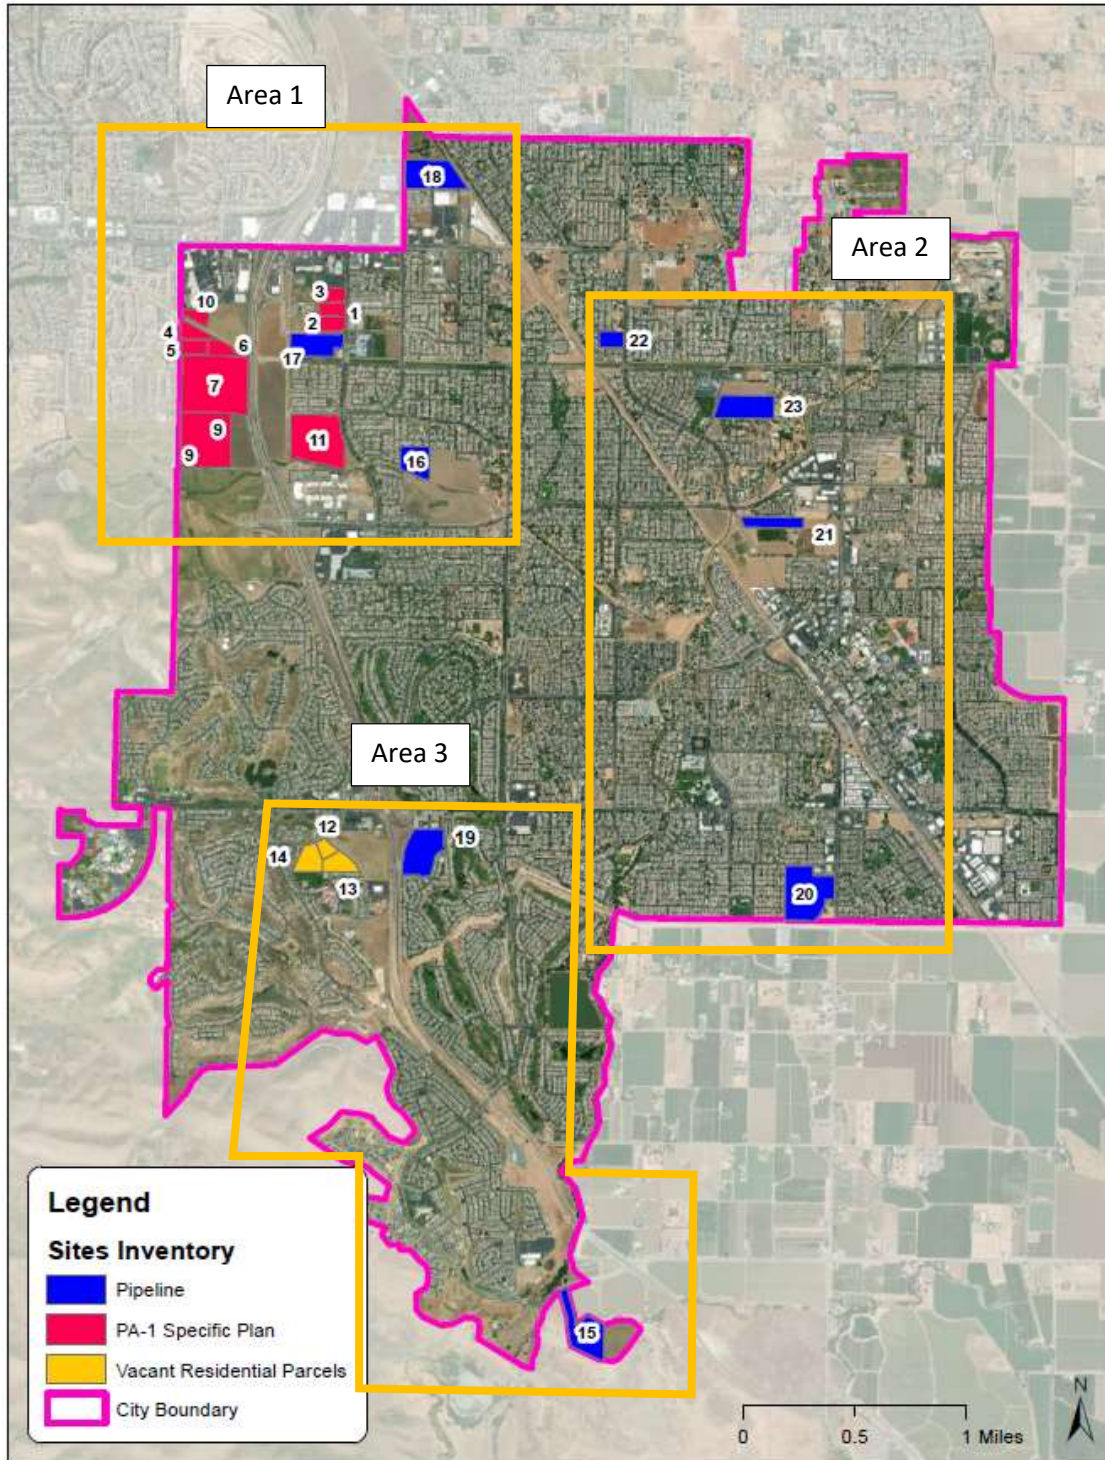 Area 1
18
Area 2
10
3
1
4
2
5
6
17
22
7
23
9
11
9
16
21
Area 3
12
19
14
13
20
15
Legend
Sites Inventory
Pipeline
PA-1 Specific Plan
Vacant Residential Parcels
City Boundary
N
0 0.5 1 Miles